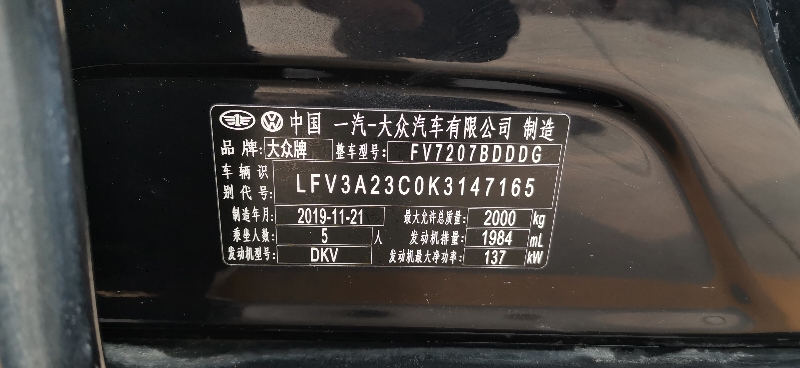 中国 一汽-大众汽车有限公司 制造
品牌: 大众牌 整车型号: FV7207BDDDG
车辆识别代号: LFV3A23C0K3147165
制造年月: 2019-11-21 最大允许总质量: 2000 kg
乘坐人数: 5 人 发动机排量: 1984 mL
发动机型号: DKV 发动机最大净功率: 137 kW